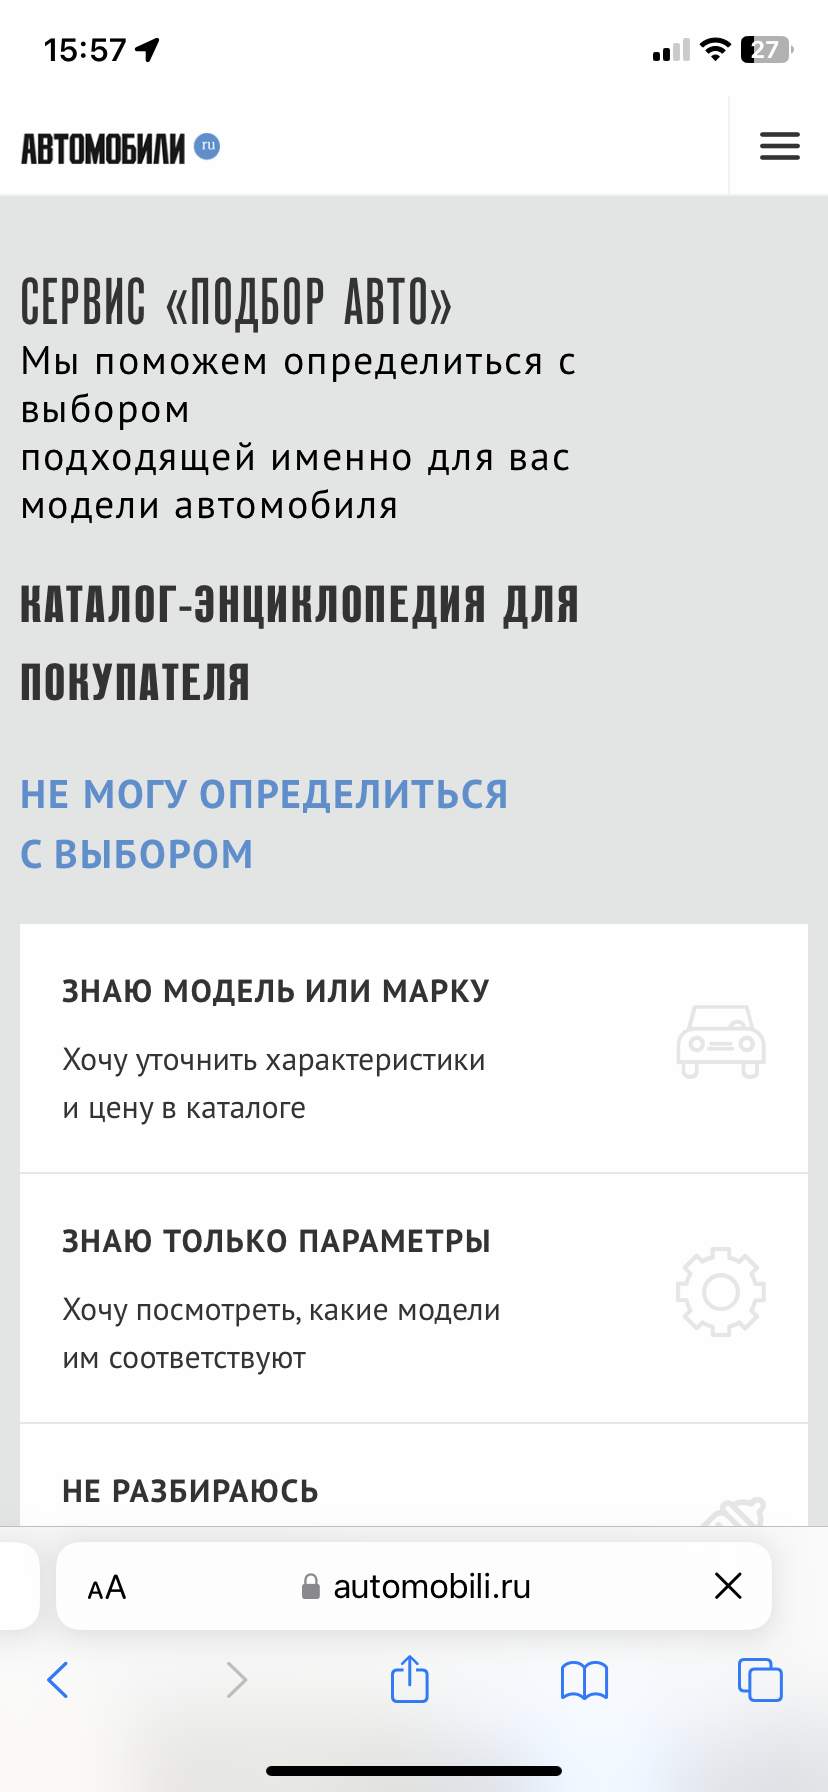 15:57
27
АВТОМОБИЛИ ru
СЕРВИС «ПОДБОР АВТО»
Мы поможем определиться с
выбором
подходящей именно для вас
модели автомобиля
КАТАЛОГ-ЭНЦИКЛОПЕДИЯ ДЛЯ
ПОКУПАТЕЛЯ
НЕ МОГУ ОПРЕДЕЛИТЬСЯ
С ВЫБОРОМ
ЗНАЮ МОДЕЛЬ ИЛИ МАРКУ
Хочу уточнить характеристики
и цену в каталоге
ЗНАЮ ТОЛЬКО ПАРАМЕТРЫ
Хочу посмотреть, какие модели
им соответствуют
НЕ РАЗБИРАЮСЬ
AA
automobili.ru